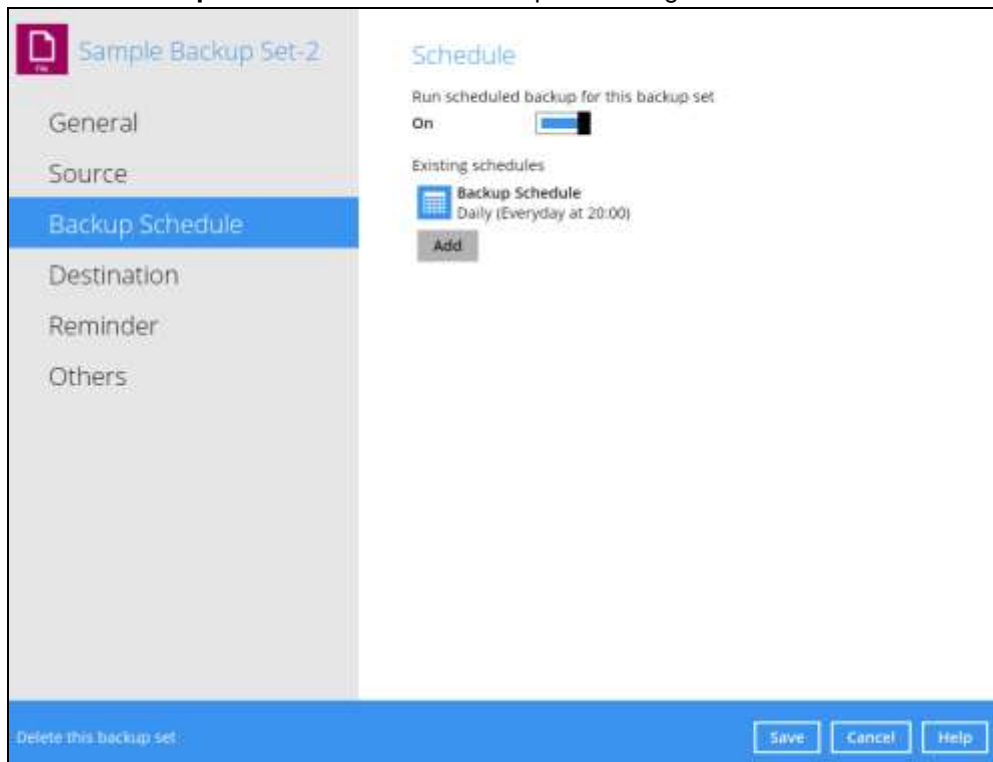 Sample Backup Set-2
General
Source
Backup Schedule
Destination
Reminder
Others
Schedule
Run scheduled backup for this backup set
On
Existing schedules
Backup Schedule
Daily (Everyday at 20:00)
Add
Delete this backup set
Save
Cancel
Help